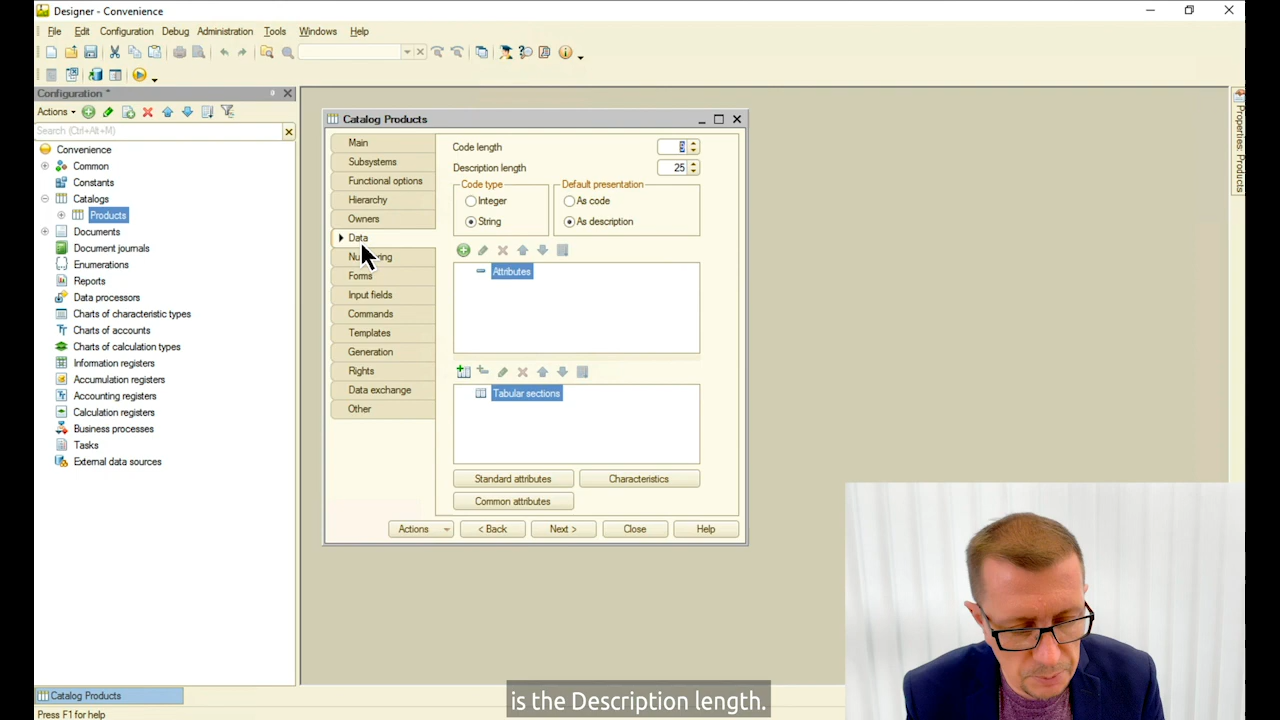 Designer - Convenience
File Edit Configuration Debug Administration Tools Windows Help
Configuration *
Actions
Search (Ctrl+Alt+M)
Convenience
Common
Constants
Catalogs
Products
Documents
Document journals
Enumerations
Reports
Data processors
Charts of characteristic types
Charts of accounts
Charts of calculation types
Information registers
Accumulation registers
Accounting registers
Calculation registers
Business processes
Tasks
External data sources
Catalog Products
Main
Subsystems
Functional options
Hierarchy
Owners
Data
Forms
Input fields
Commands
Templates
Generation
Rights
Data exchange
Other
Code length
Description length 25
Code type
Integer
String
Default presentation
As code
As description
Attributes
Tabular sections
Standard attributes Characteristics
Common attributes
Actions < Back Next > Close Help
Properties: Products
is the Description length.
Catalog Products
Press F1 for help